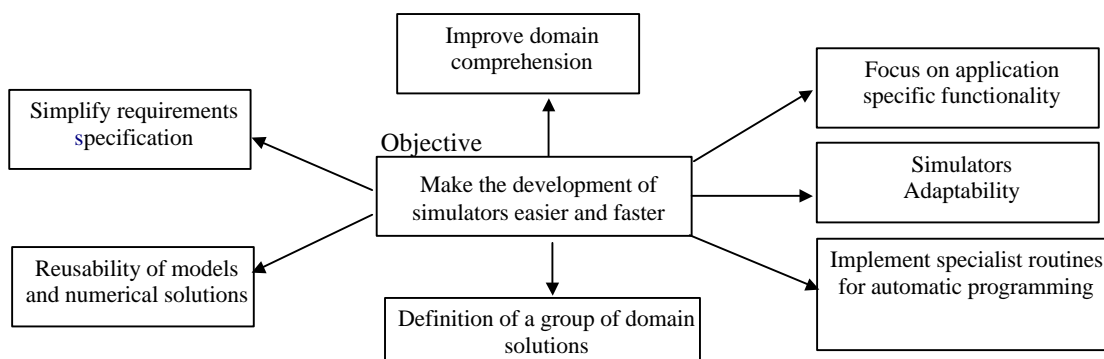 Improve domain
comprehension
Focus on application
specific functionality
Simplify requirements
specification
Objective
Make the development of
simulators easier and faster
Simulators
Adaptability
Reusability of models
and numerical solutions
Implement specialist routines
for automatic programming
Definition of a group of domain
solutions